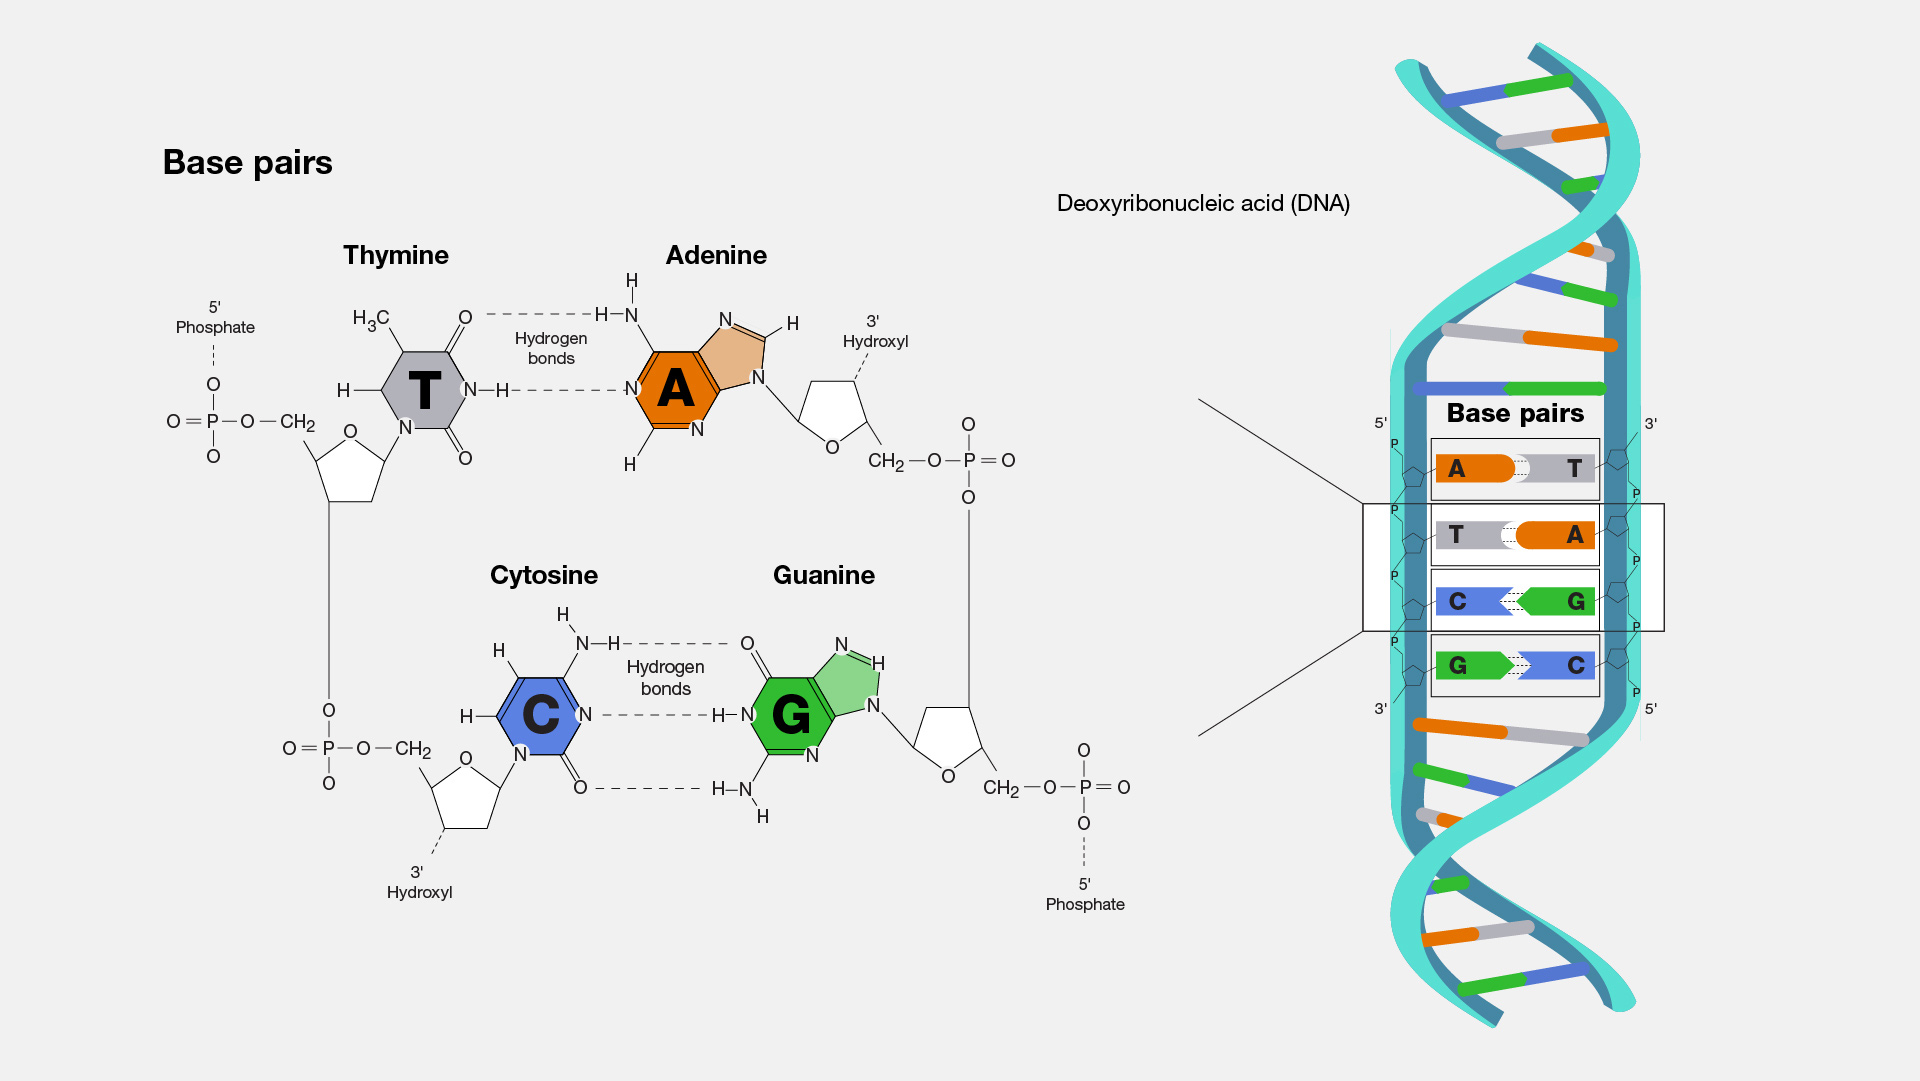 Base pairs
Deoxyribonucleic acid (DNA)
Thymine
Adenine
5'
Phosphate
H₃C
O
Hydrogen
bonds
H
H–N
N
H
3'
Hydroxyl
O
O=P–O–CH₂
O
H
T
N–H
N
A
N
N
O
N
O
H
O
CH₂–O–P=O
O
O
Cytosine
Guanine
H
H
N–H
Hydrogen
bonds
O
N
H
H
C
N
H–N
G
N
N
N
O
O=P–O–CH₂
O
O
O
H–N
H
O
O
CH₂–O–P=O
O
3'
Hydroxyl
5'
Phosphate
Base pairs
5'
3'
P
A
T
P
P
T
A
P
P
C
G
P
P
G
C
P
3'
5'